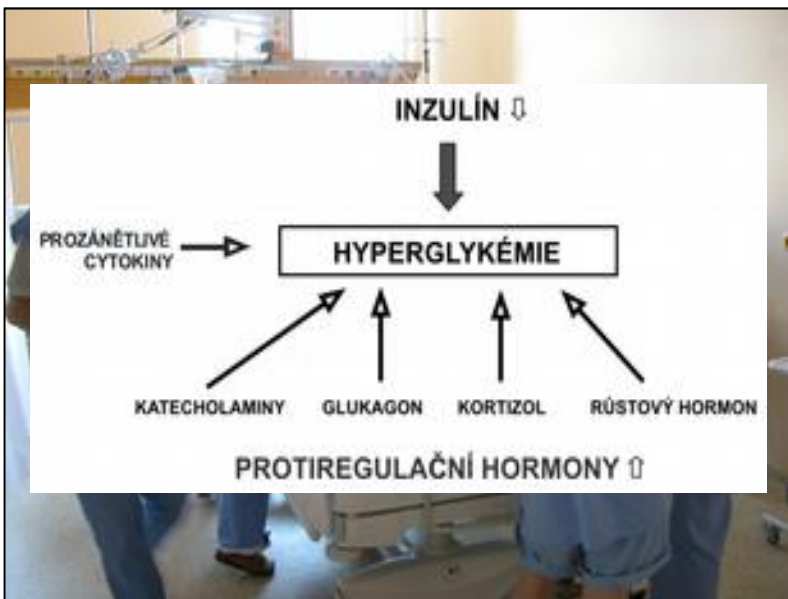 INZULÍN ⇩
PROZÁNĚTLIVÉ
CYTOKINY
HYPERGLYKÉMIE
KATECHOLAMINY GLUKAGON KORTIZOL RŮSTOVÝ HORMON
PROTIREGULAČNÍ HORMONY ⇧